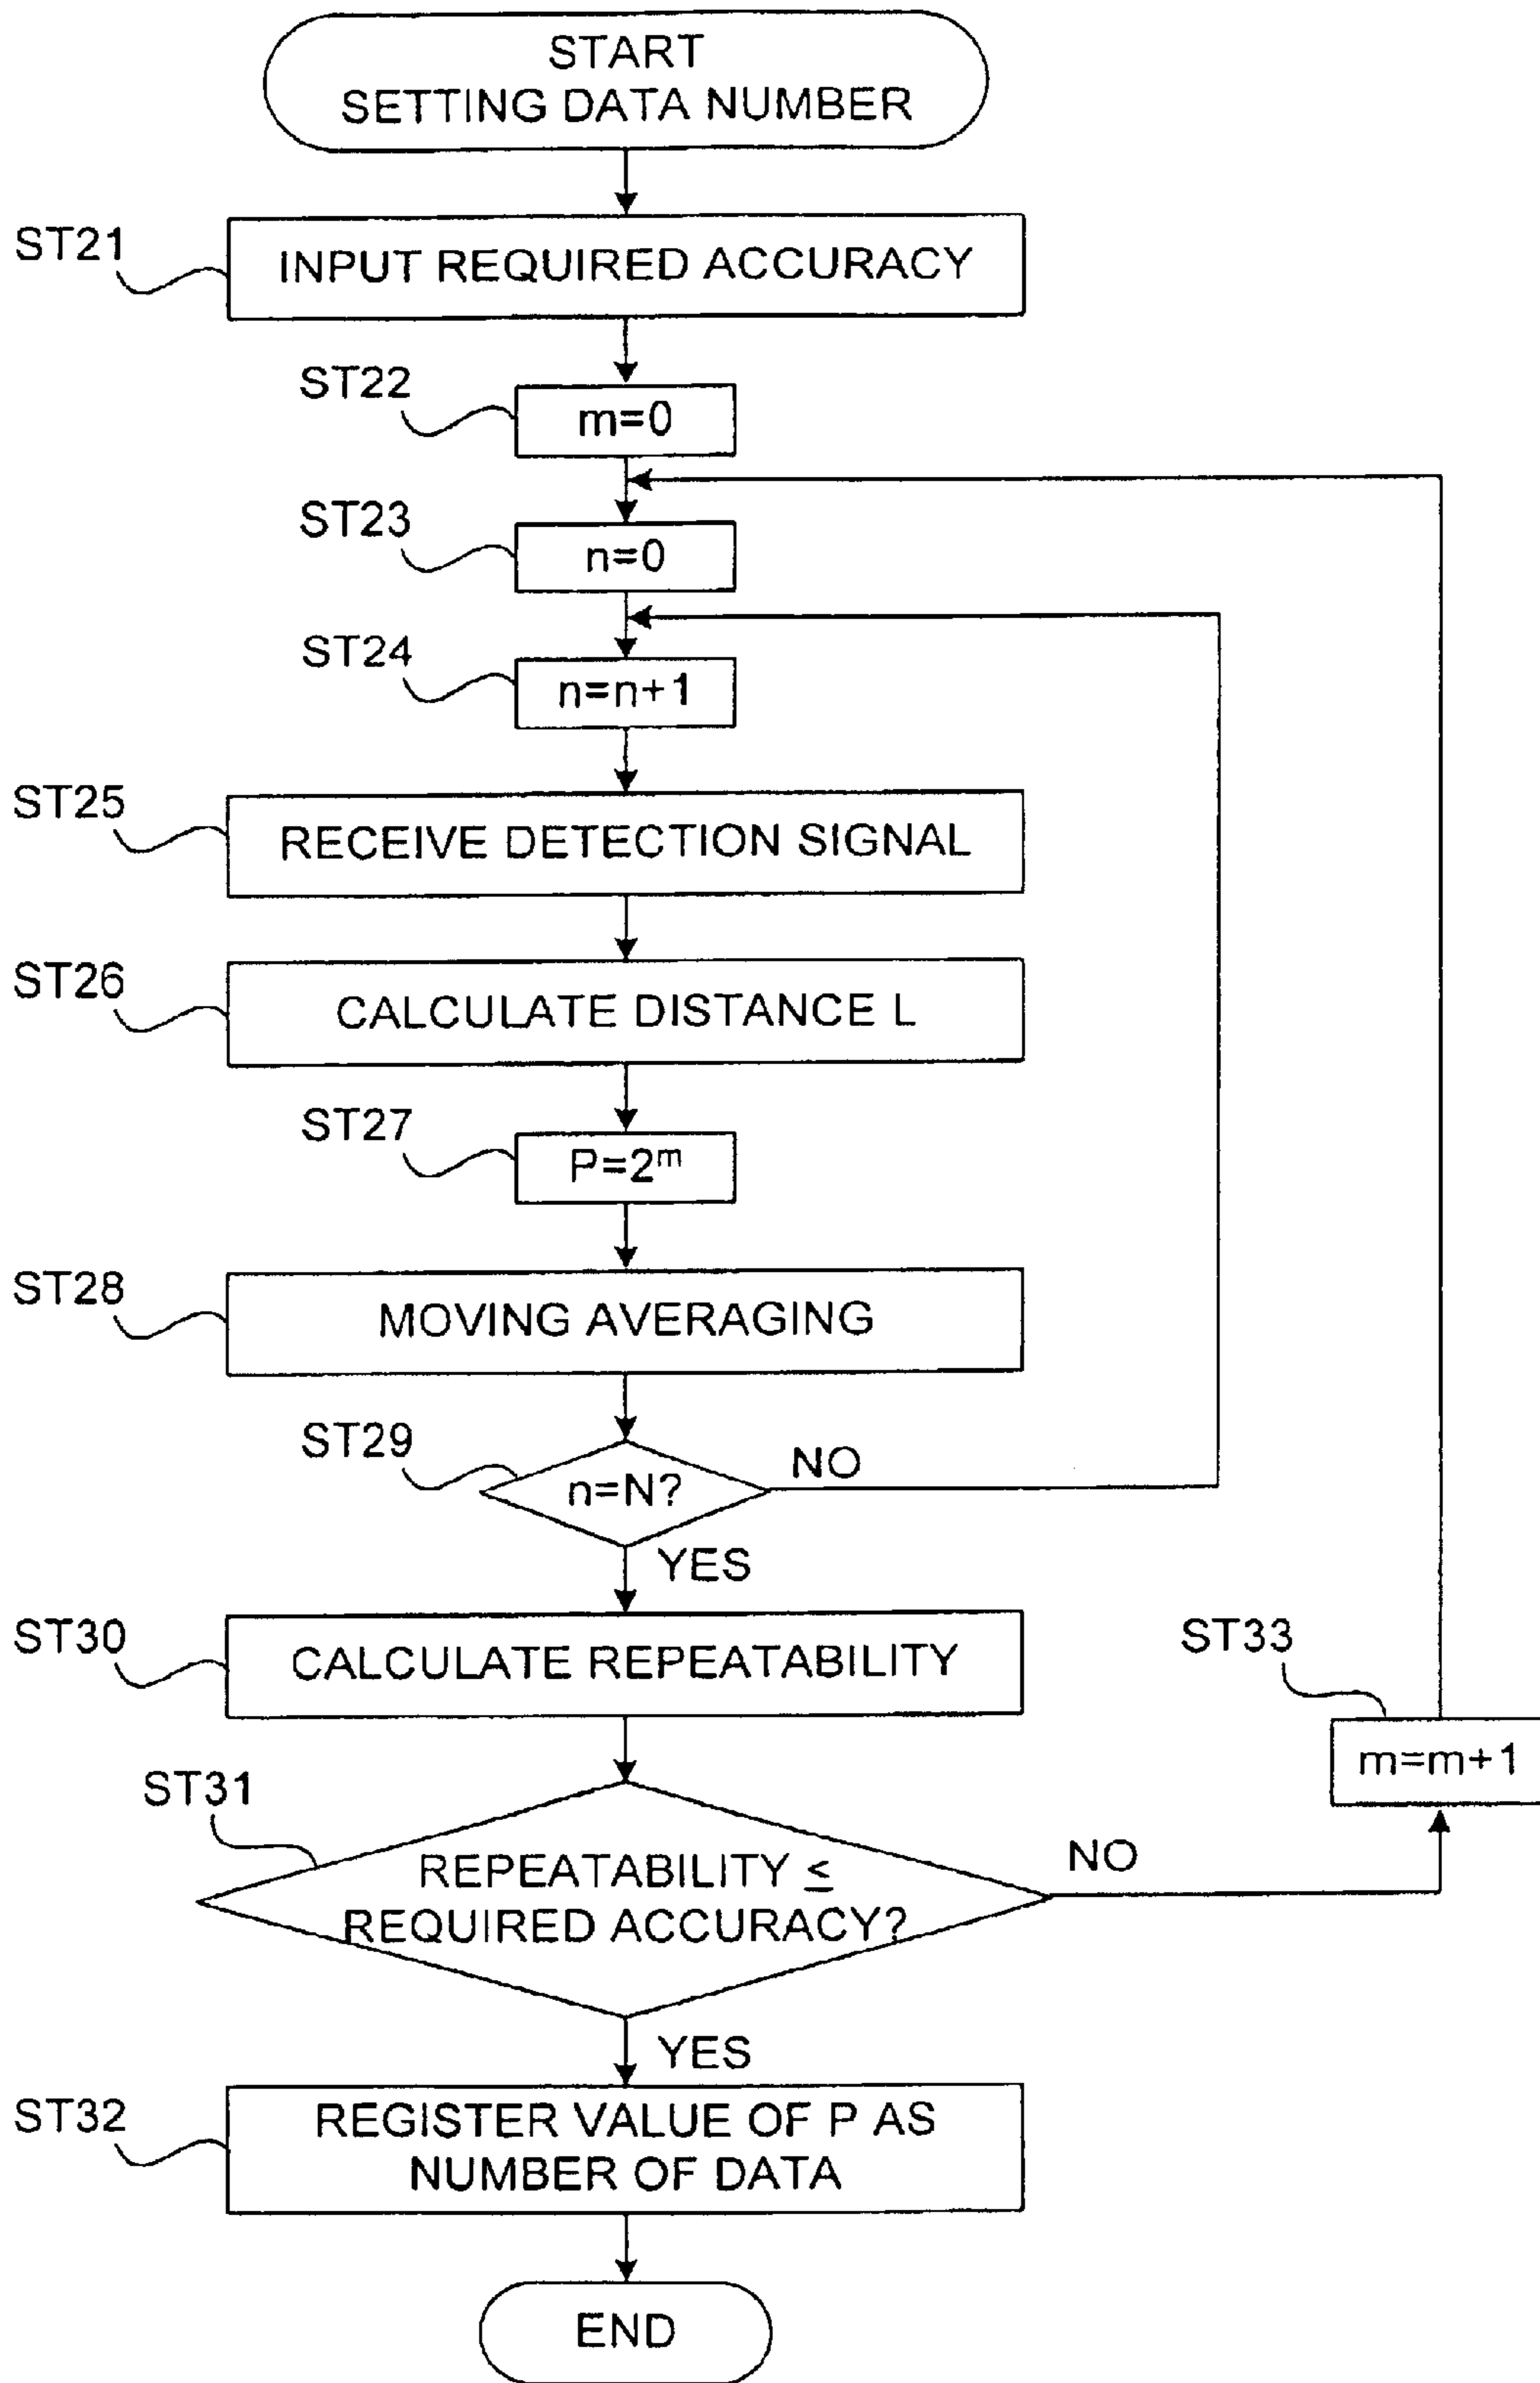 START
SETTING DATA NUMBER
ST21
INPUT REQUIRED ACCURACY
ST22
m=0
ST23
n=0
ST24
n=n+1
ST25
RECEIVE DETECTION SIGNAL
ST26
CALCULATE DISTANCE L
ST27
P=2^m
ST28
MOVING AVERAGING
ST29
n=N?
NO
YES
ST30
CALCULATE REPEATABILITY
ST33
m=m+1
ST31
REPEATABILITY ≤
REQUIRED ACCURACY?
NO
YES
ST32
REGISTER VALUE OF P AS
NUMBER OF DATA
END